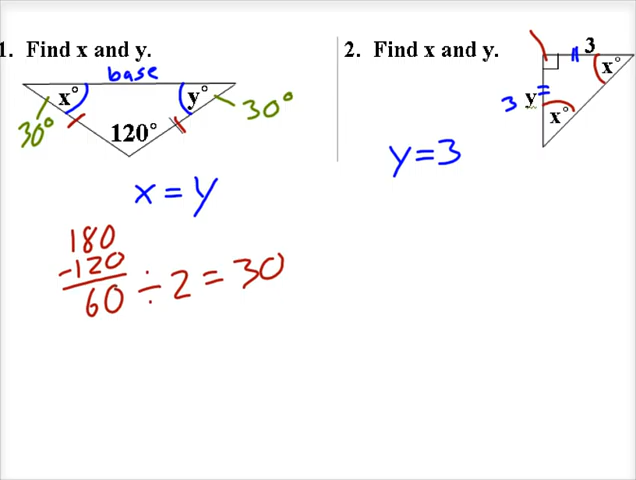 1. Find x and y.
base
x°
y°
30°
120°
30°
x = y
180
-120
60 ÷ 2 = 30
2. Find x and y.
3
x°
3 y
x°
y = 3